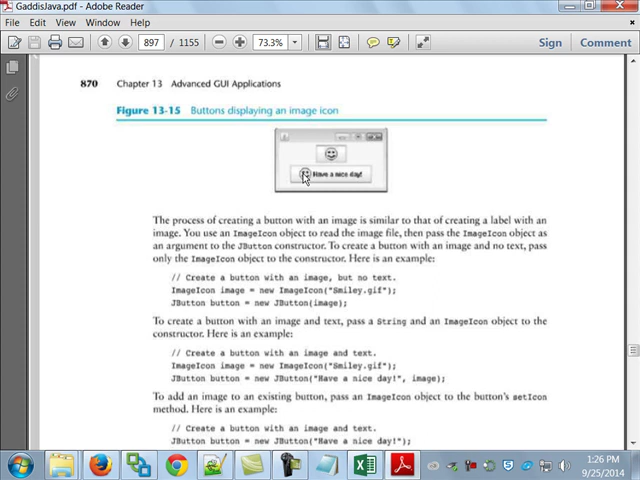 GaddisJava.pdf - Adobe Reader
File Edit View Window Help
897 / 1155 73.3% Sign Comment
870 Chapter 13 Advanced GUI Applications
Figure 13-15 Buttons displaying an image icon
Have a nice day!
The process of creating a button with an image is similar to that of creating a label with an
image. You use an ImageIcon object to read the image file, then pass the ImageIcon object as
an argument to the JButton constructor. To create a button with an image and no text, pass
only the ImageIcon object to the constructor. Here is an example:
// Create a button with an image, but no text.
ImageIcon image = new ImageIcon("Smiley.gif");
JButton button = new JButton(image);
To create a button with an image and text, pass a String and an ImageIcon object to the
constructor. Here is an example:
// Create a button with an image and text.
ImageIcon image = new ImageIcon("Smiley.gif");
JButton button = new JButton("Have a nice day!", image);
To add an image to an existing button, pass an ImageIcon object to the button's setIcon
method. Here is an example:
// Create a button with an image and text.
JButton button = new JButton("Have a nice day!");
1:26 PM
9/25/2014